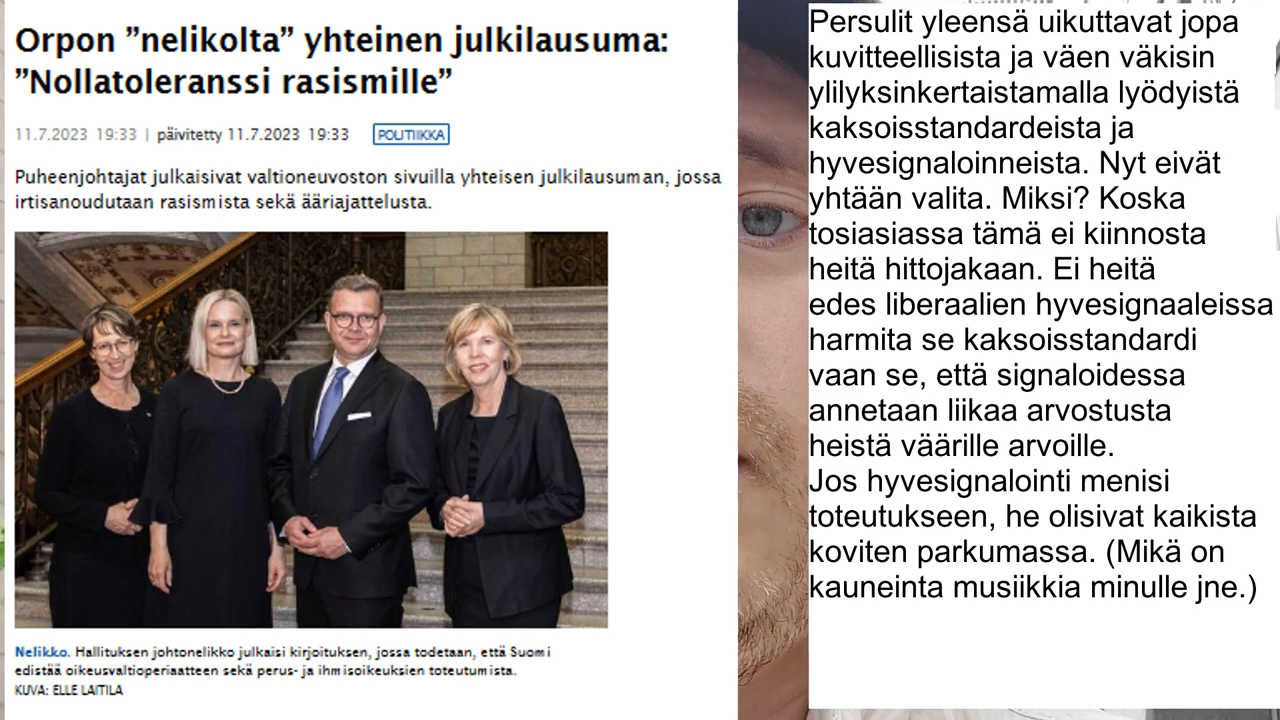 Orpon ”nelikolta” yhteinen julkilausuma:
”Nollatoleranssi rasismille”
11.7.2023 19:33 | päivitetty 11.7.2023 19:33 POLITIIKKA
Puheenjohtajat julkaisivat valtioneuvoston sivuilla yhteisen julkilausuman, jossa
irtisanoudutaan rasismista sekä ääriajattelusta.
Nelikko. Hallituksen johtonelikko julkaisi kirjoituksen, jossa todetaan, että Suomi
edistää oikeusvaltioperiaatteen sekä perus- ja ihmisoikeuksien toteutumista.
KUVA: ELLE LAITILA
Persulit yleensä uikuttavat jopa
kuvitteellisista ja väen väkisin
ylilyksinkertaistamalla lyödyistä
kaksoisstandardeista ja
hyvesignaloinneista. Nyt eivät
yhtään valita. Miksi? Koska
tosiasiassa tämä ei kiinnosta
heitä hittojakaan. Ei heitä
edes liberaalien hyvesignaaleissa
harmita se kaksoisstandardi
vaan se, että signaloidessa
annetaan liikaa arvostusta
heistä väärille arvoille.
Jos hyvesignalointi menisi
toteutukseen, he olisivat kaikista
koviten parkumassa. (Mikä on
kauneinta musiikkia minulle jne.)